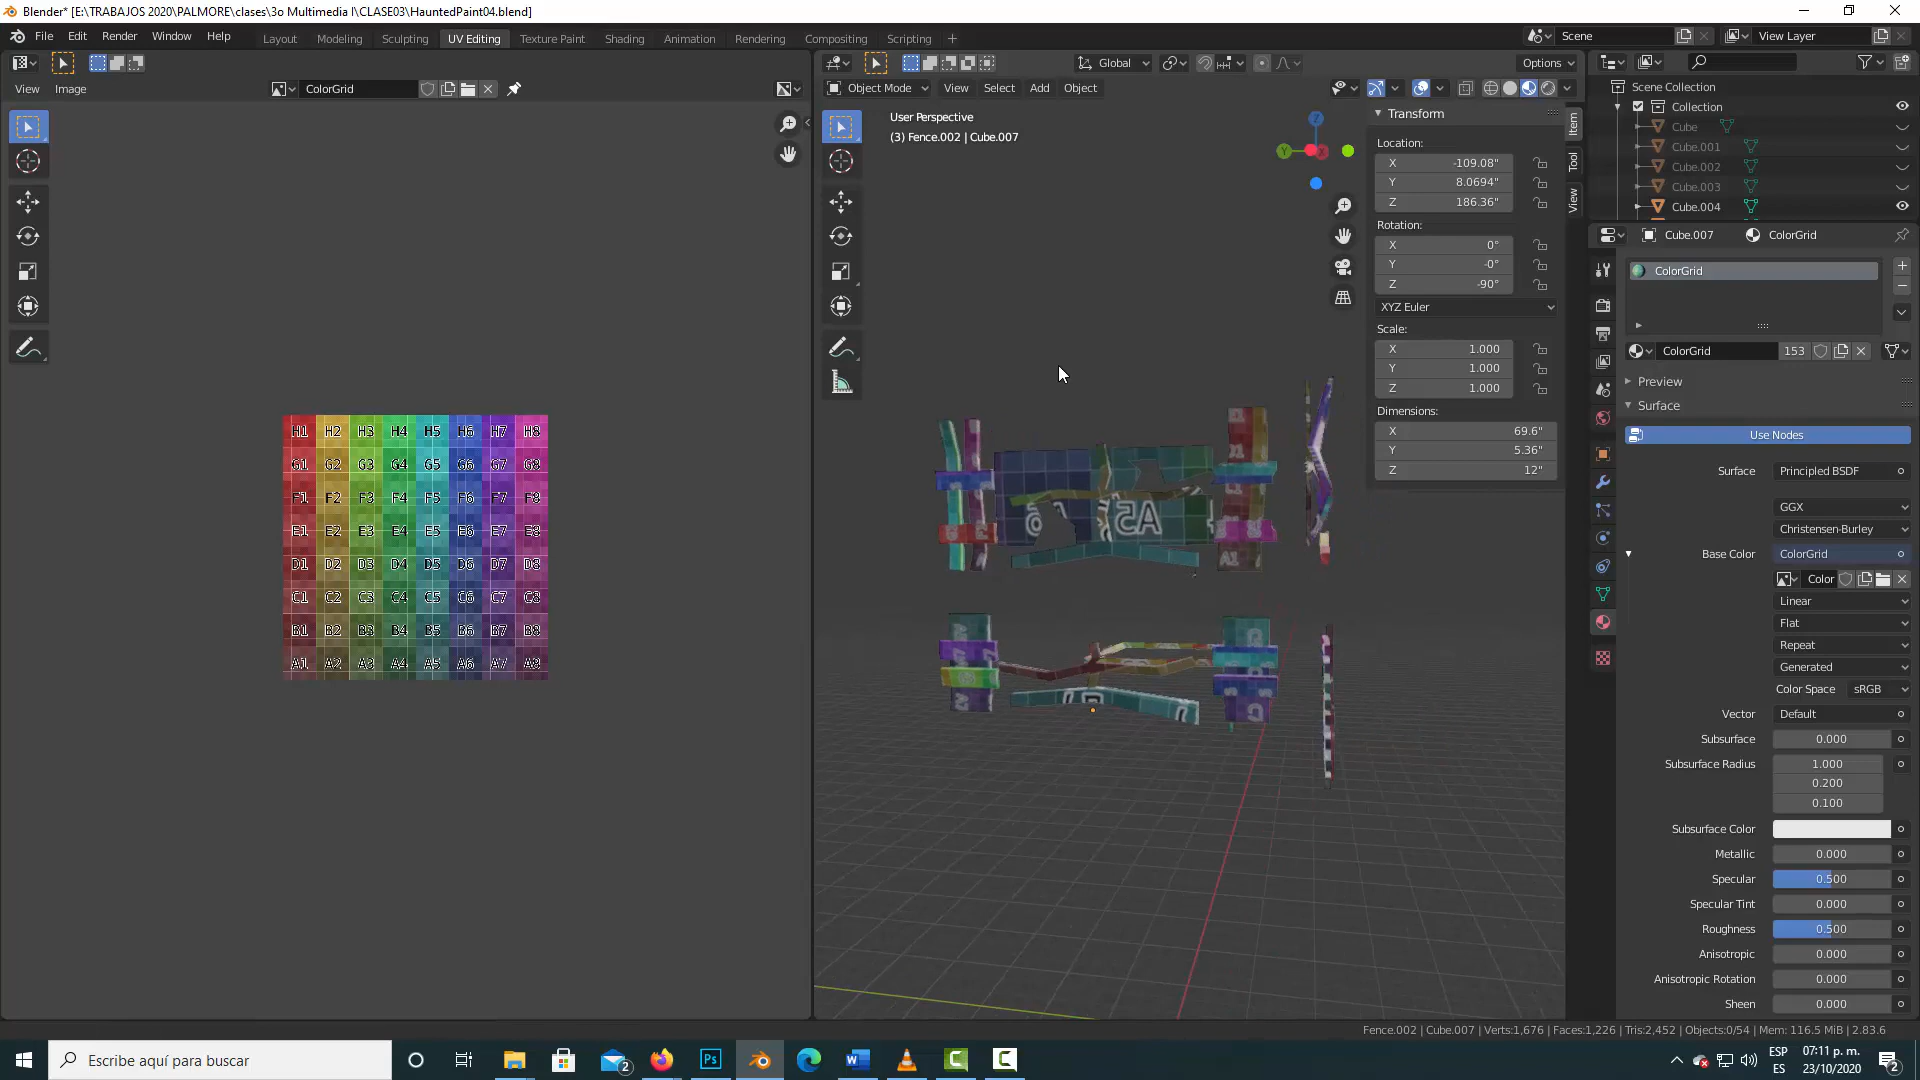 Blender* [E:\TRABAJOS 2020\PALMORE\clases\3o Multimedia I\CLASE03\HauntedPaint04.blend]
File Edit Render Window Help
Layout Modeling Sculpting UV Editing Texture Paint Shading Animation Rendering Compositing Scripting +
Scene View Layer
Global Options
View Image ColorGrid
Object Mode View Select Add Object
User Perspective
(3) Fence.002 | Cube.007
Transform
Location:
X -109.08"
Y 8.0694"
Z 186.36"
Rotation:
X 0°
Y -0°
Z -90°
XYZ Euler
Scale:
X 1.000
Y 1.000
Z 1.000
Dimensions:
X 69.6"
Y 5.36"
Z 12"
Item
Tool
View
Scene Collection
Collection
Cube
Cube.001
Cube.002
Cube.003
Cube.004
Cube.007 ColorGrid
ColorGrid
ColorGrid 153
Preview
Surface
Use Nodes
Surface Principled BSDF
GGX
Christensen-Burley
Base Color ColorGrid
Color
Linear
Flat
Repeat
Generated
Color Space sRGB
Vector Default
Subsurface 0.000
Subsurface Radius 1.000
0.200
0.100
Subsurface Color
Metallic 0.000
Specular 0.500
Specular Tint 0.000
Roughness 0.500
Anisotropic 0.000
Anisotropic Rotation 0.000
Sheen 0.000
H1 H2 H3 H4 H5 H6 H7 H8
G1 G2 G3 G4 G5 G6 G7 G8
F1 F2 F3 F4 F5 F6 F7 F8
E1 E2 E3 E4 E5 E6 E7 E8
D1 D2 D3 D4 D5 D6 D7 D8
C1 C2 C3 C4 C5 C6 C7 C8
B1 B2 B3 B4 B5 B6 B7 B8
A1 A2 A3 A4 A5 A6 A7 A8
Fence.002 | Cube.007 | Verts:1,676 | Faces:1,226 | Tris:2,452 | Objects:0/54 | Mem: 116.5 MiB | 2.83.6
Escribe aquí para buscar
ESP
ES
07:11 p. m.
23/10/2020